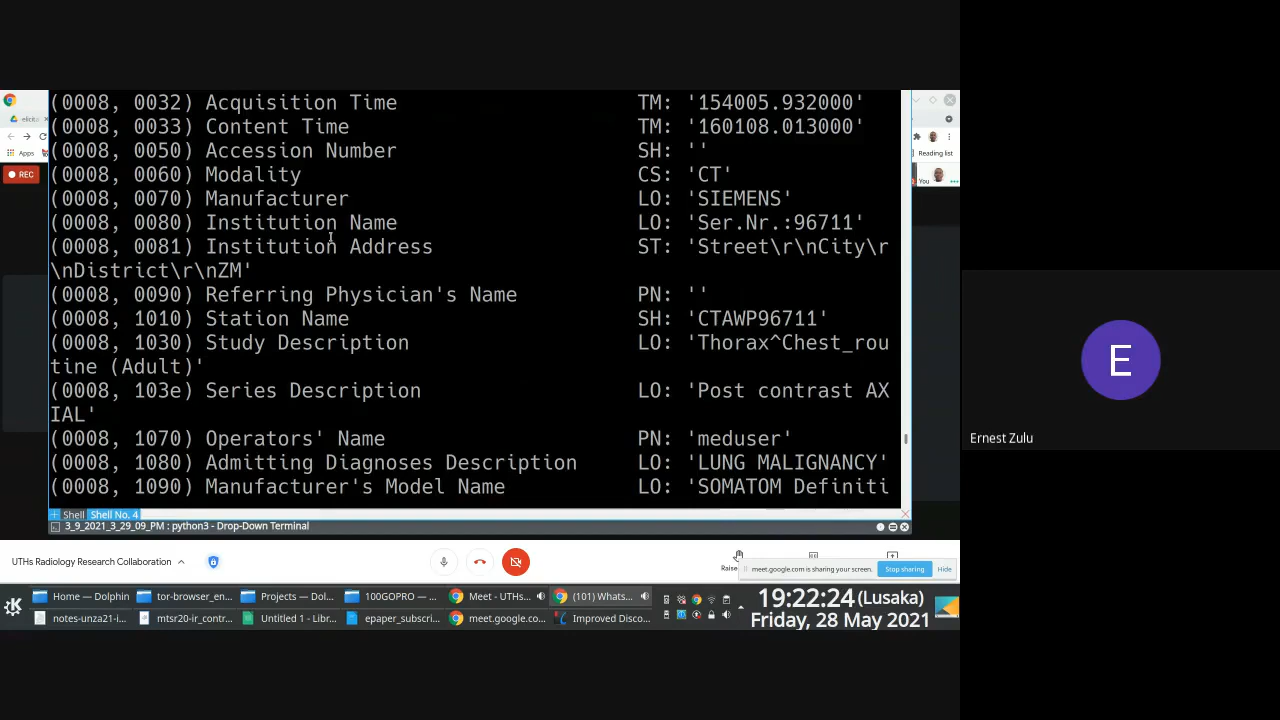 (0008, 0032) Acquisition Time TM: '154005.932000'
(0008, 0033) Content Time TM: '160108.013000'
(0008, 0050) Accession Number SH: ''
(0008, 0060) Modality CS: 'CT'
(0008, 0070) Manufacturer LO: 'SIEMENS'
(0008, 0080) Institution Name LO: 'Ser.Nr.:96711'
(0008, 0081) Institution Address ST: 'Street\r\nCity\r
\nDistrict\r\nZM'
(0008, 0090) Referring Physician's Name PN: ''
(0008, 1010) Station Name SH: 'CTAWP96711'
(0008, 1030) Study Description LO: 'Thorax^Chest_rou
tine (Adult)'
(0008, 103e) Series Description LO: 'Post contrast AX
IAL'
(0008, 1070) Operators' Name PN: 'meduser'
(0008, 1080) Admitting Diagnoses Description LO: 'LUNG MALIGNANCY'
(0008, 1090) Manufacturer's Model Name LO: 'SOMATOM Definiti
Shell Shell No. 4
3_9_2021_3_29_09_PM : python3 - Drop-Down Terminal
Apps
Reading list
REC
You
E
Ernest Zulu
UTHs Radiology Research Collaboration
Raise
meet.google.com is sharing your screen.
Stop sharing
Hide
Home — Dolphin
tor-browser_en...
Projects — Dol...
100GOPRO — ...
Meet - UTHs...
(101) Whats...
notes-unza21-i...
mtsr20-ir_contr...
Untitled 1 - Libr...
epaper_subscri...
meet.google.co...
Improved Disco...
19:22:24 (Lusaka)
Friday, 28 May 2021